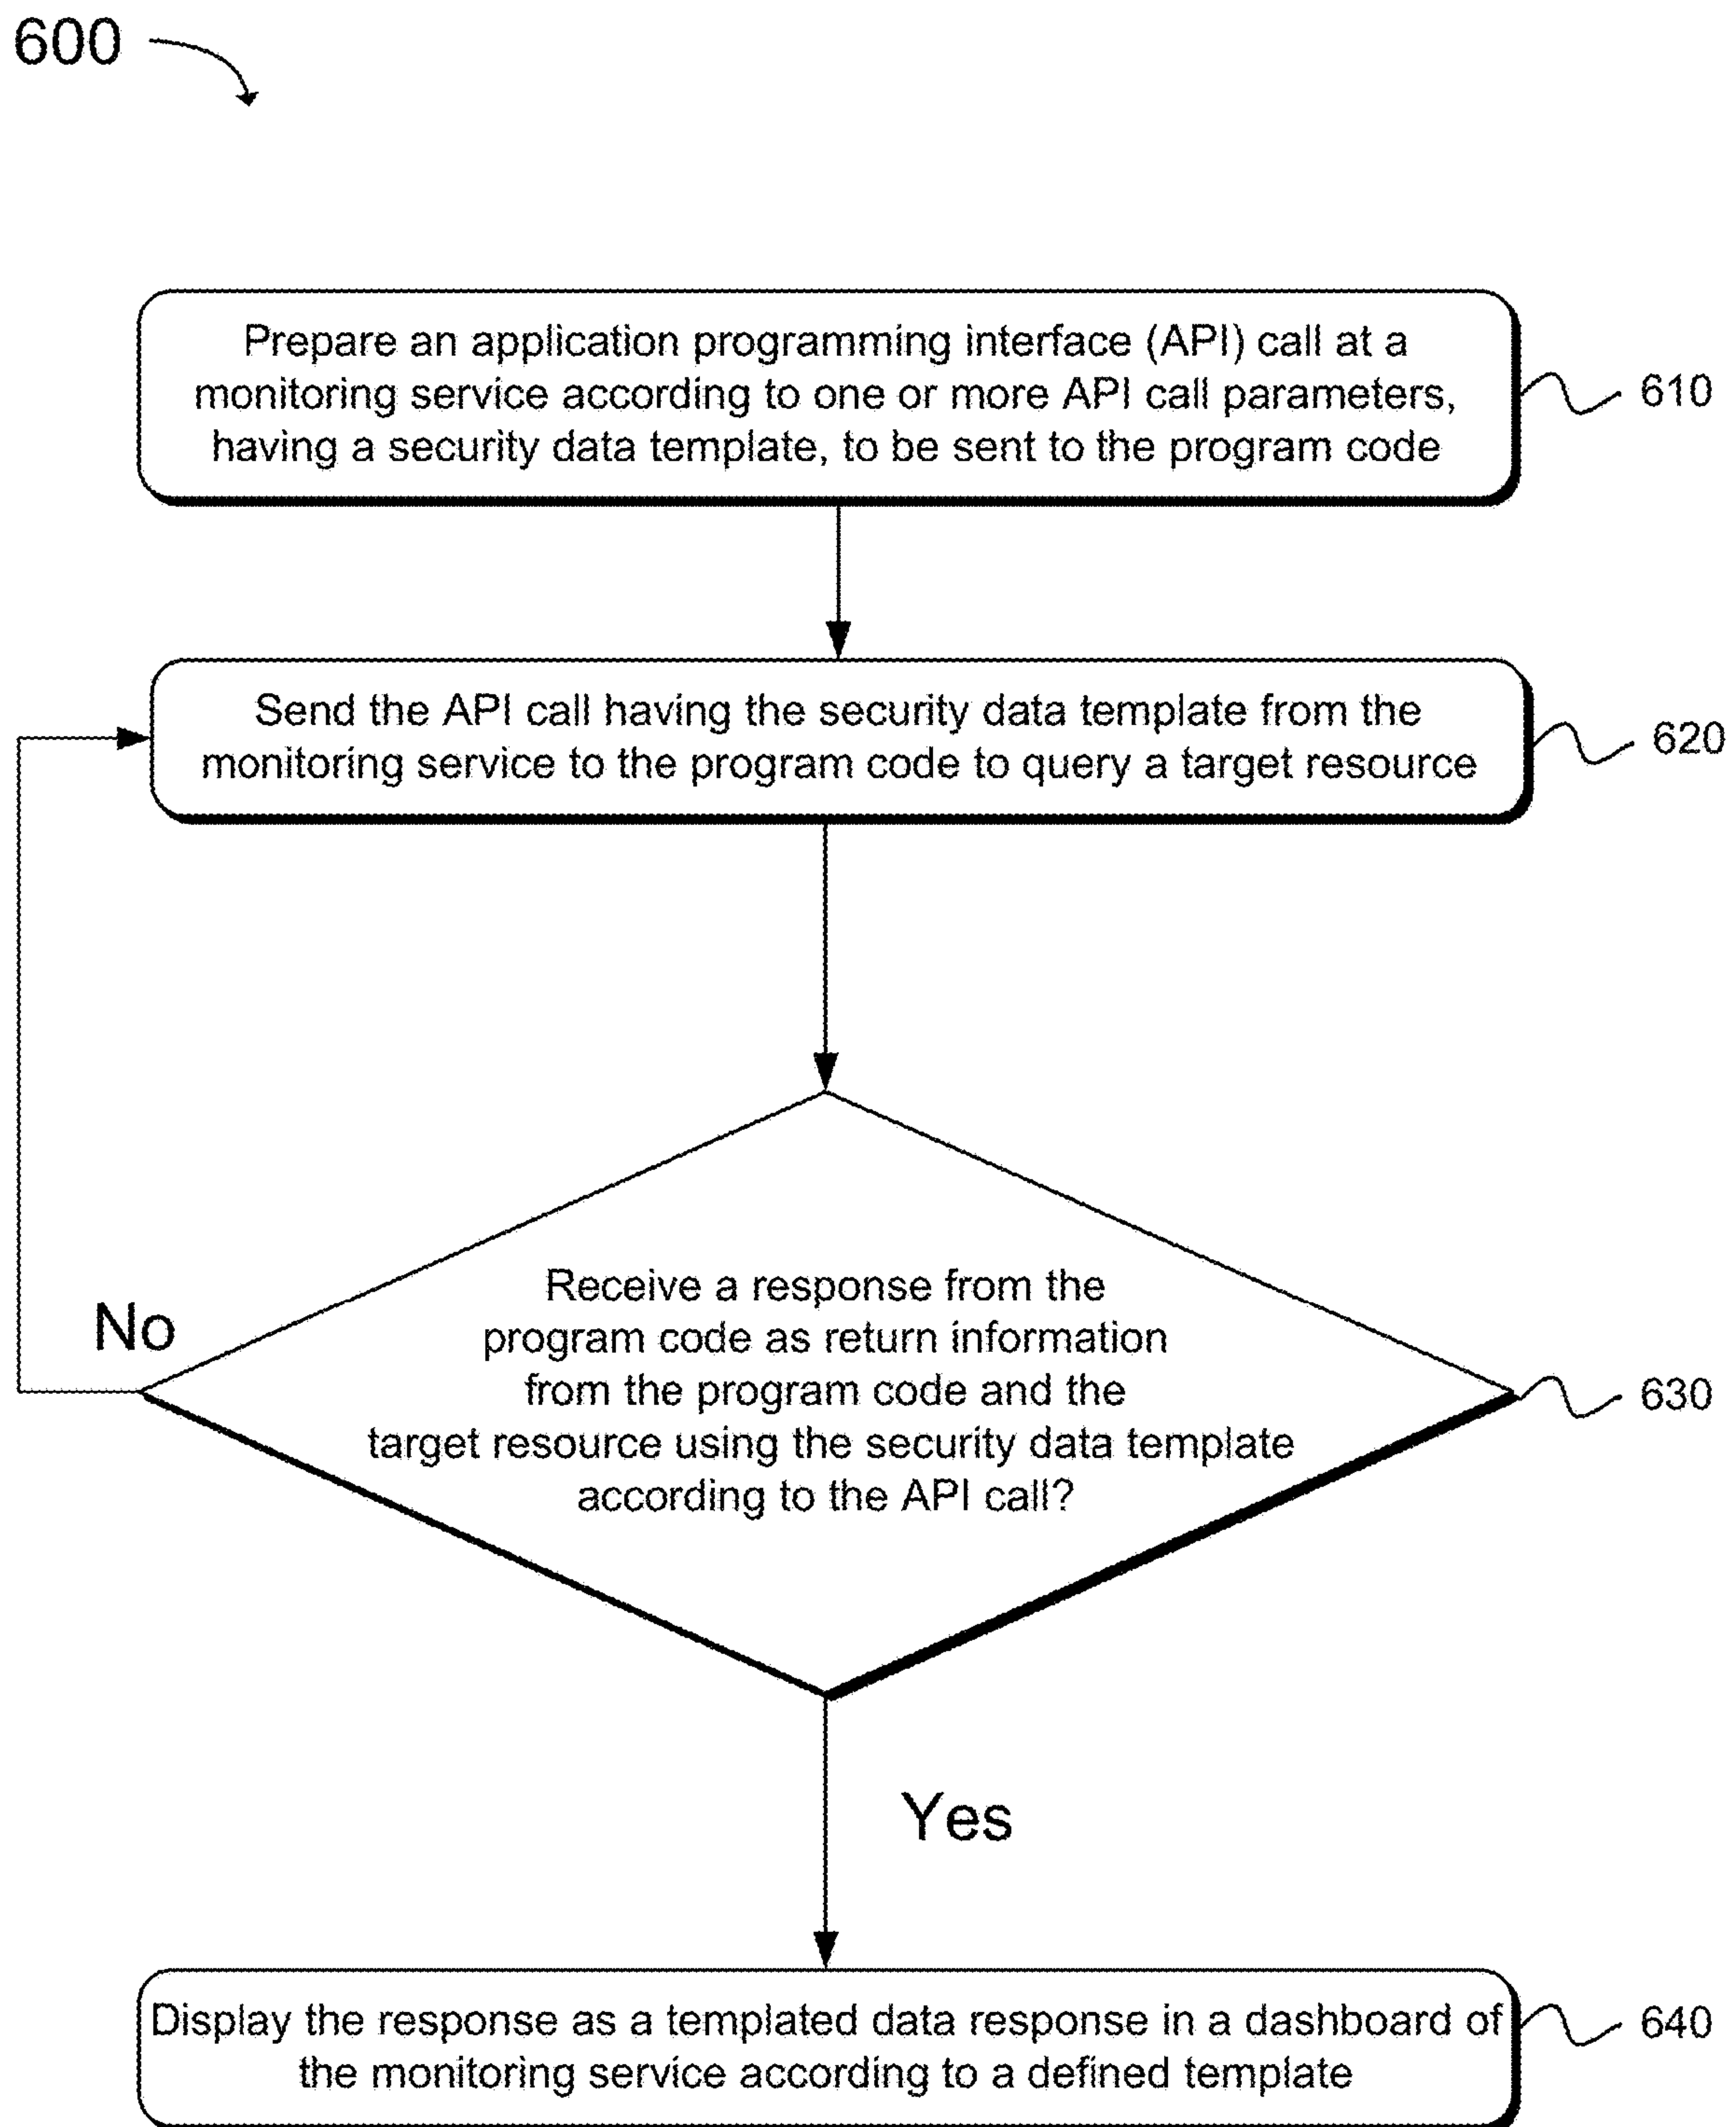 600
Prepare an application programming interface (API) call at a
monitoring service according to one or more API call parameters,
having a security data template, to be sent to the program code
610
Send the API call having the security data template from the
monitoring service to the program code to query a target resource
620
No
Receive a response from the
program code as return information
from the program code and the
target resource using the security data template
according to the API call?
630
Yes
Display the response as a templated data response in a dashboard of
the monitoring service according to a defined template
640